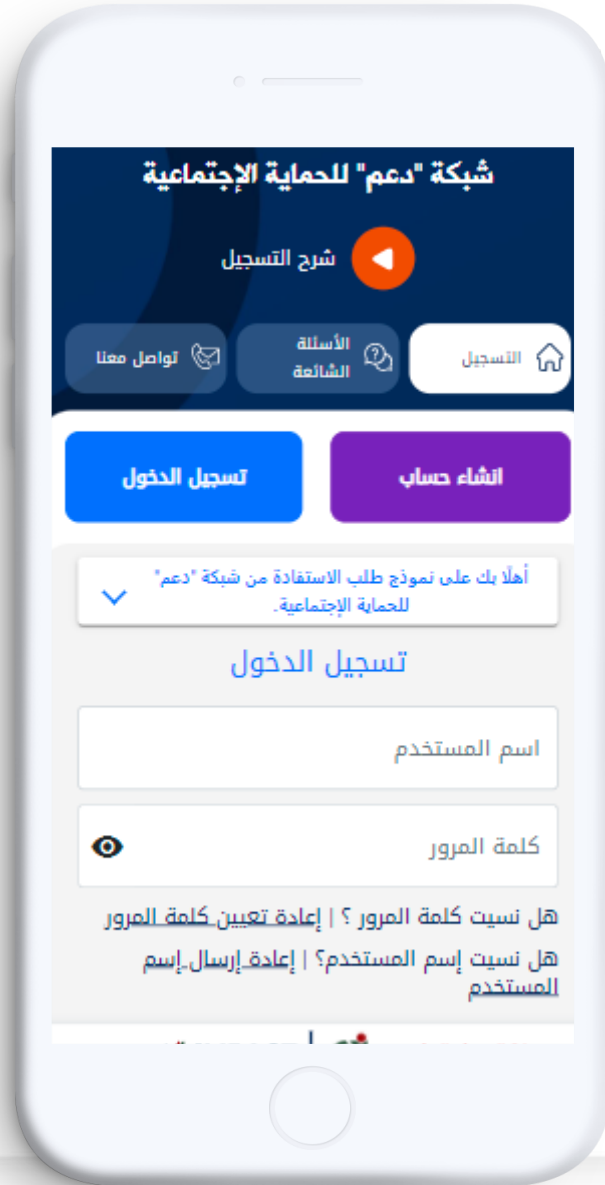 شبكة "دعم" للحماية الإجتماعية
شرح التسجيل
التسجيل
الأسئلة
الشائعة
تواصل معنا
انشاء حساب
تسجيل الدخول
أهلًا بك على نموذج طلب الاستفادة من شبكة "دعم"
للحماية الإجتماعية.
تسجيل الدخول
اسم المستخدم
كلمة المرور
هل نسيت كلمة المرور ؟ | إعادة تعيين كلمة المرور
هل نسيت إسم المستخدم؟ | إعادة إرسال إسم
المستخدم